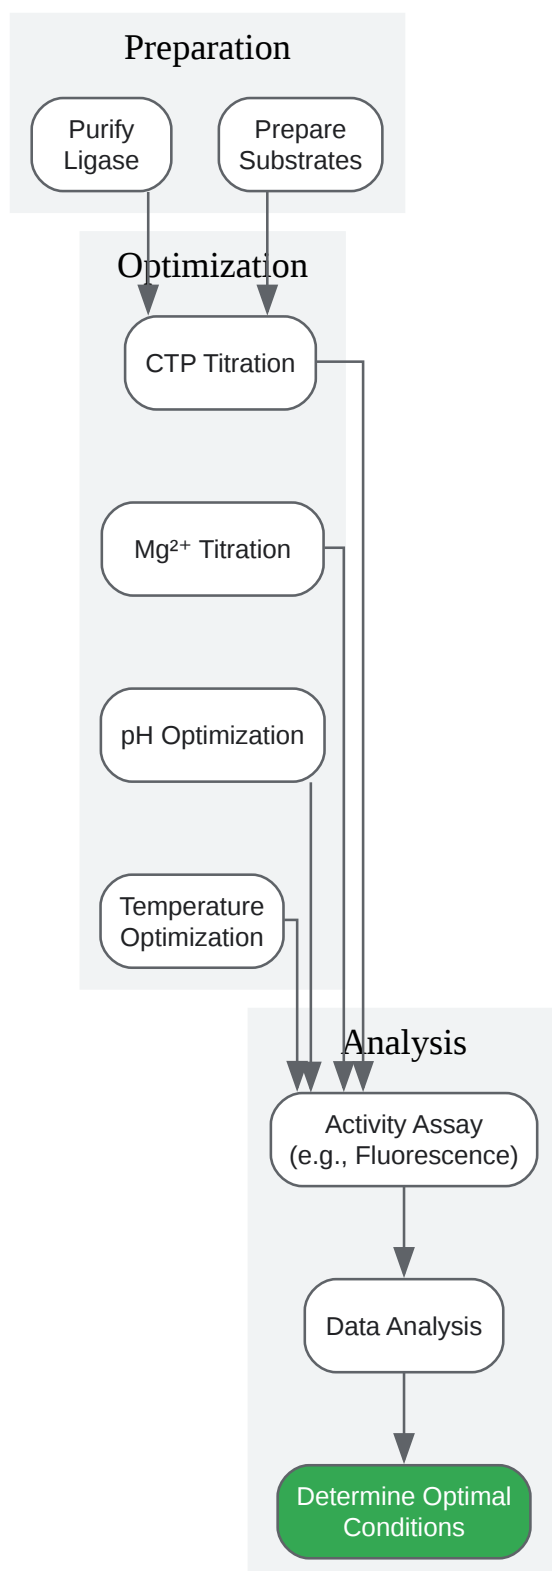 Preparation
Purify
Ligase
Prepare
Substrates
Optimization
CTP Titration
Mg²⁺ Titration
pH Optimization
Temperature
Optimization
Analysis
Activity Assay
(e.g., Fluorescence)
Data Analysis
Determine Optimal
Conditions